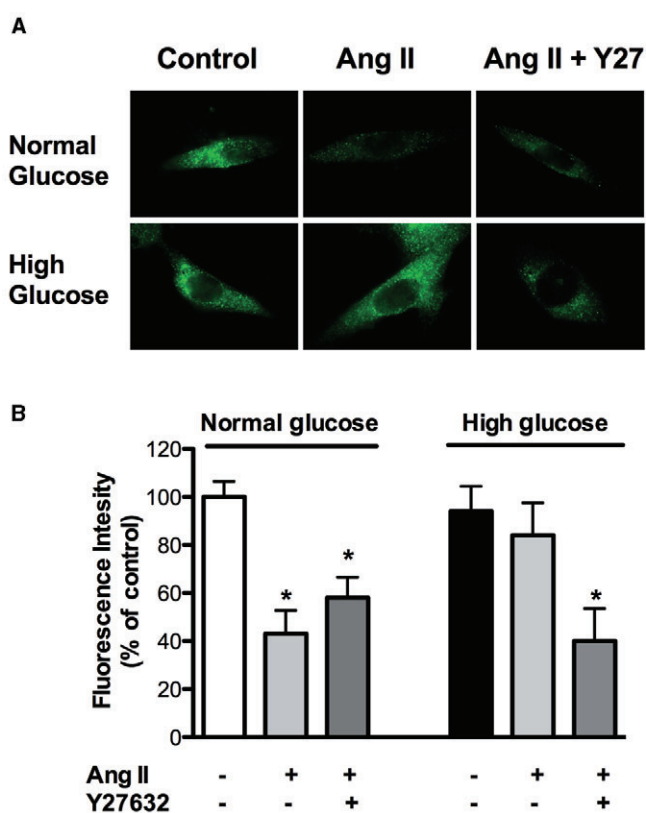 A
Control Ang II Ang II + Y27
Normal
Glucose
High
Glucose
B
Normal glucose High glucose
Fluorescence Intesity
(% of control)
120
100
80
60
40
20
0
* * *
Ang II - + + - + +
Y27632 - - + - - +